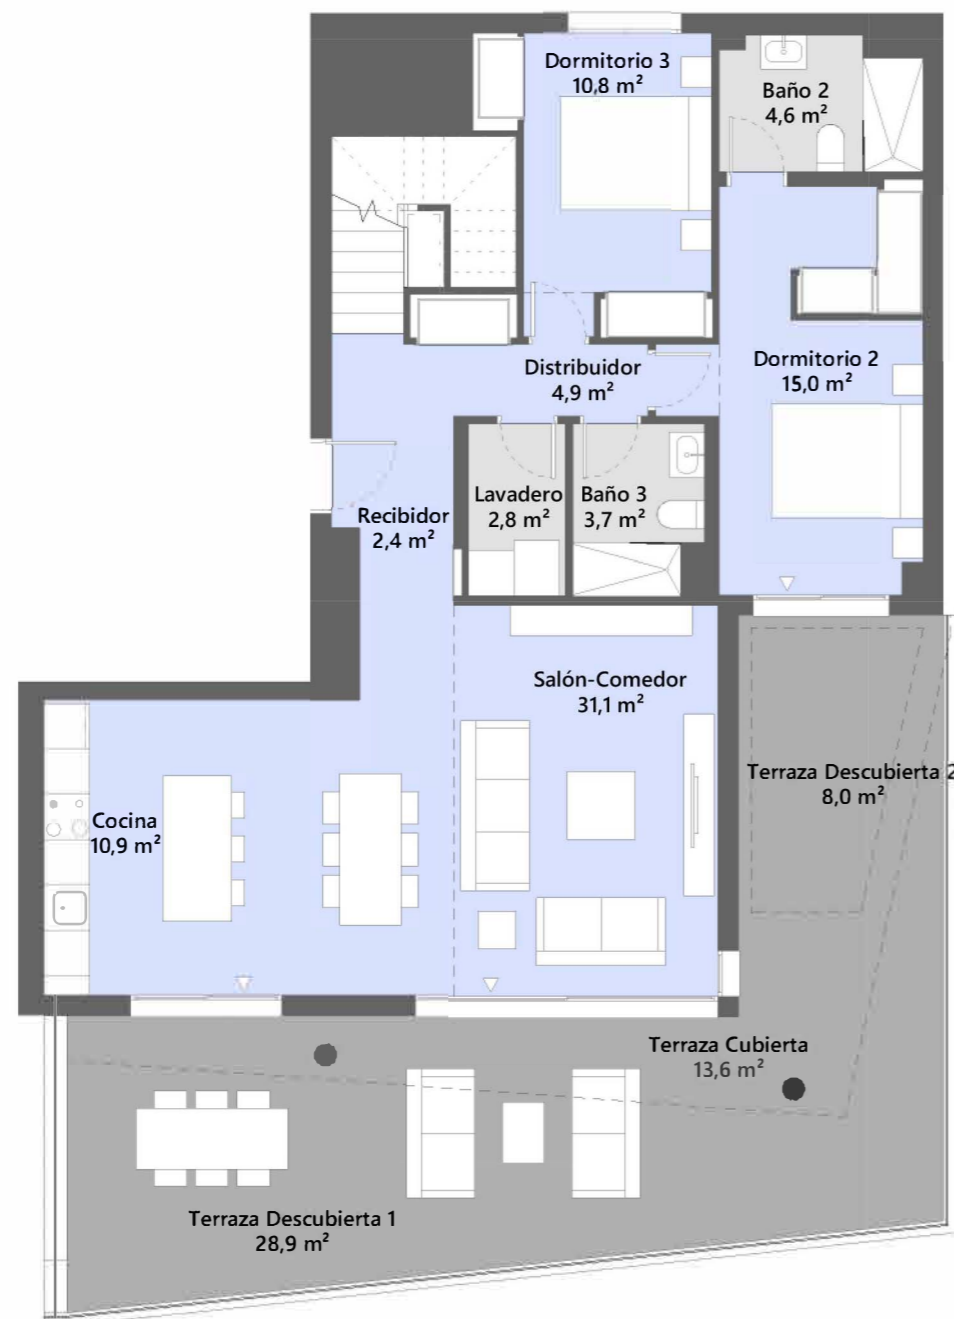 Dormitorio 3
10,8 m²
Baño 2
4,6 m²
Distribuidor
4,9 m²
Dormitorio 2
15,0 m²
Lavadero
2,8 m²
Baño 3
3,7 m²
Recibidor
2,4 m²
Salón-Comedor
31,1 m²
Terraza Descubierta 2
8,0 m²
Cocina
10,9 m²
Terraza Cubierta
13,6 m²
Terraza Descubierta 1
28,9 m²